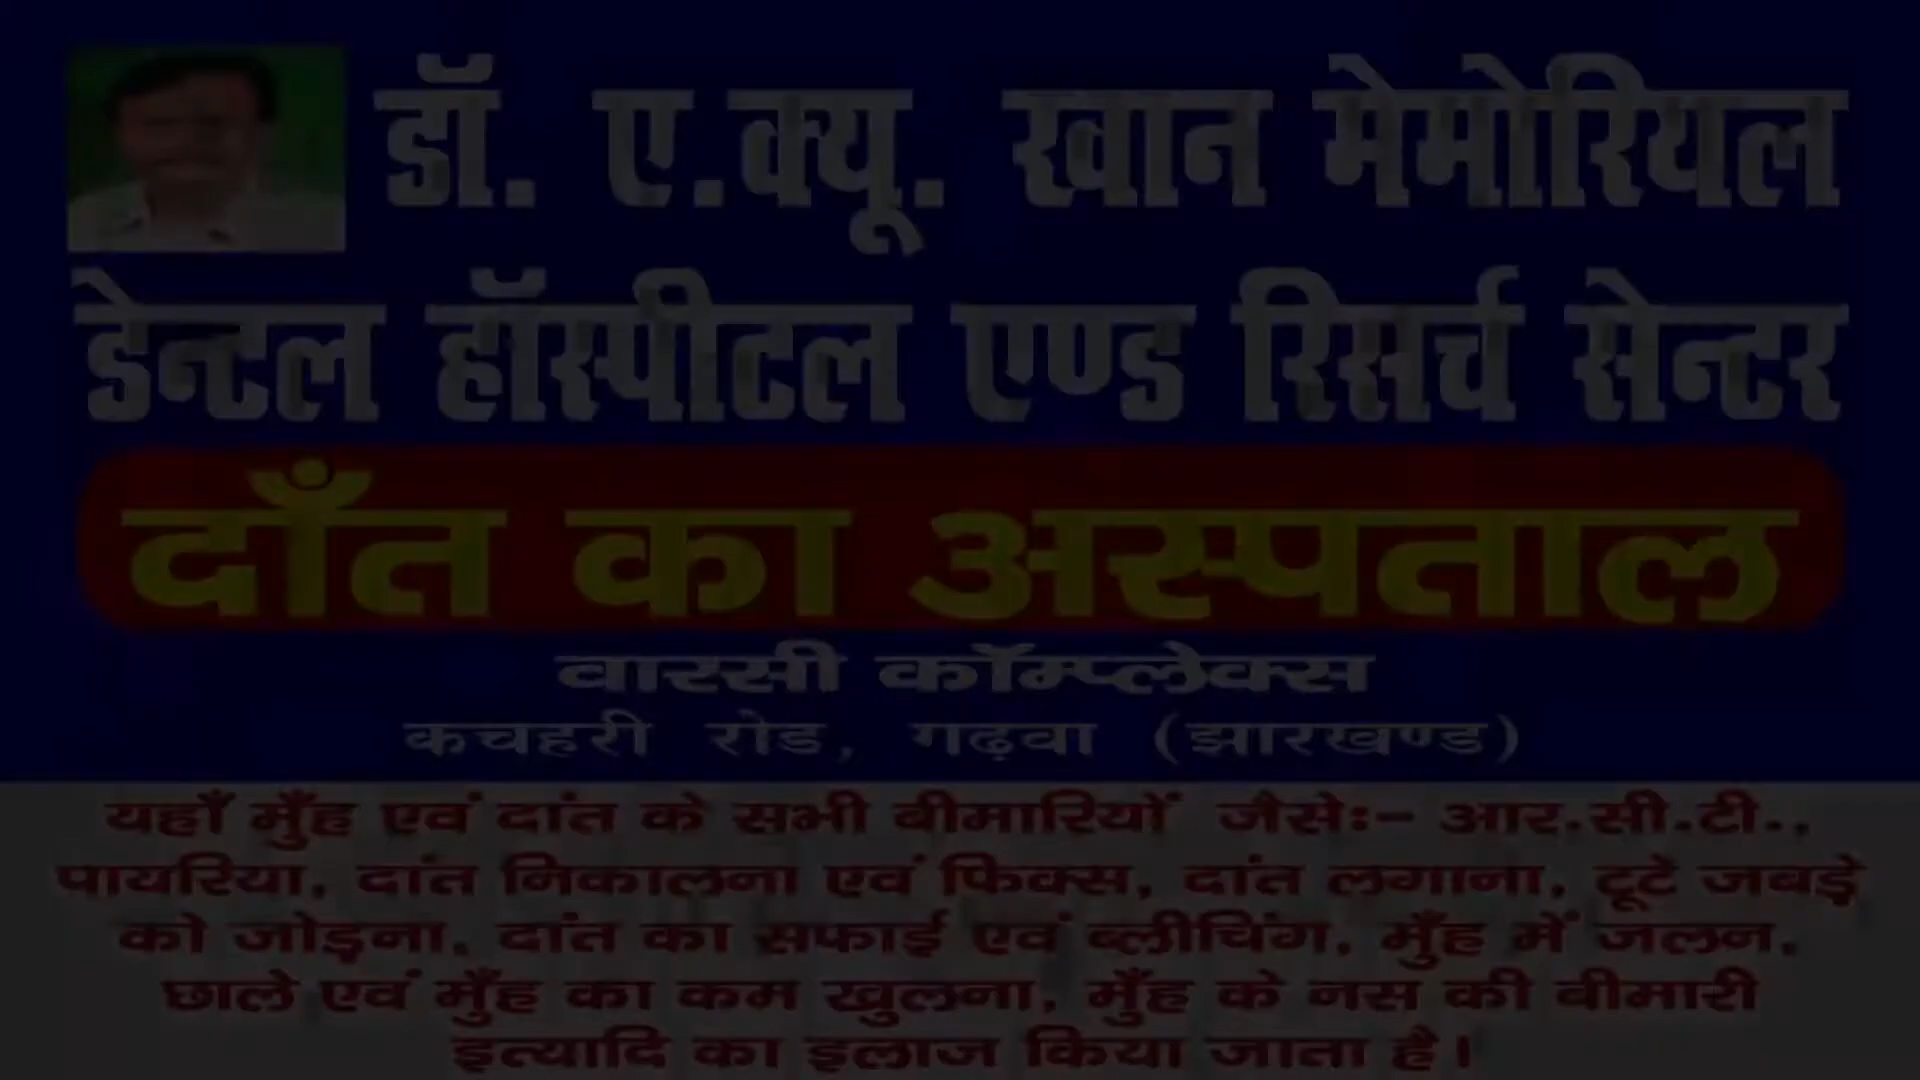 डॉ. ए.क्यू. खान मेमोरियल
डेन्टल हॉस्पीटल एण्ड रिसर्च सेन्टर
दाँत का अस्पताल
वारसी कॉम्प्लेक्स
कचहरी रोड, गढ़वा (झारखण्ड)
यहाँ मुँह एवं दांत के सभी बीमारियों जैसेः- आर.सी.टी.,
पायरिया, दांत निकालना एवं फिक्स, दांत लगाना, टूटे जबड़े
को जोड़ना, दांत का सफाई एवं ब्लीचिंग, मुँह में जलन,
छाले एवं मुँह का कम खुलना, मुँह के नस की बीमारी
इत्यादि का इलाज किया जाता है।